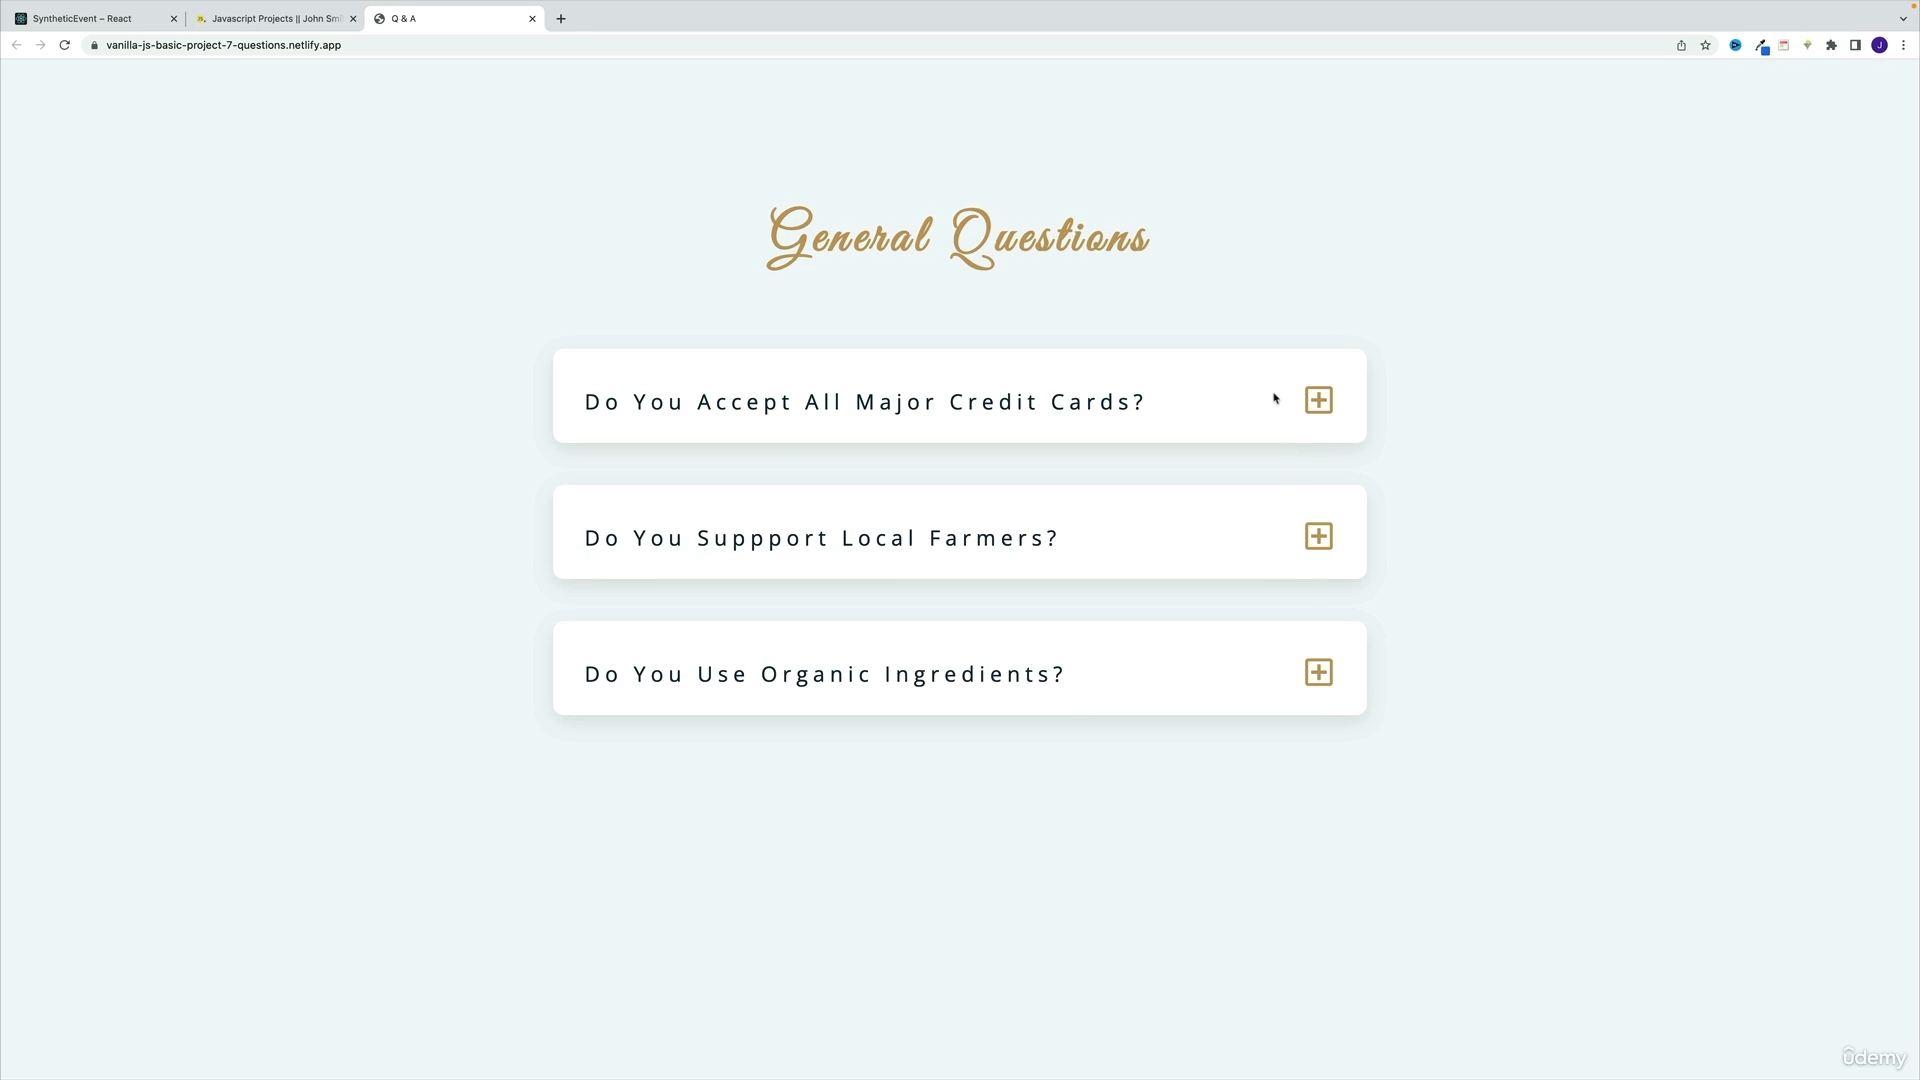 SyntheticEvent – React
Javascript Projects || John Smi
Q & A
vanilla-js-basic-project-7-questions.netlify.app
J
General Questions
Do You Accept All Major Credit Cards?
Do You Suppport Local Farmers?
Do You Use Organic Ingredients?
ûdemy